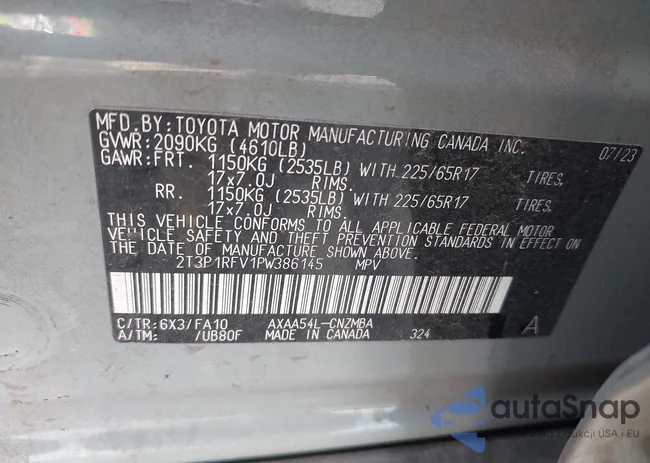 MFD. BY: TOYOTA MOTOR MANUFACTURING CANADA INC. 07/23
GVWR: 2090KG (4610LB)
GAWR: FRT. 1150KG (2535LB) WITH 225/65R17 TIRES,
17x7.0J RIMS.
RR. 1150KG (2535LB) WITH 225/65R17 TIRES,
17x7.0J RIMS.
THIS VEHICLE CONFORMS TO ALL APPLICABLE FEDERAL MOTOR
VEHICLE SAFETY AND THEFT PREVENTION STANDARDS IN EFFECT ON
THE DATE OF MANUFACTURE SHOWN ABOVE.
2T3P1RFV1PW386145 MPV
C/TR: 6X3/FA10 AXAA54L-CNZMBA A
A/TM: /UB80F MADE IN CANADA 324
autaSnap
USA i EU